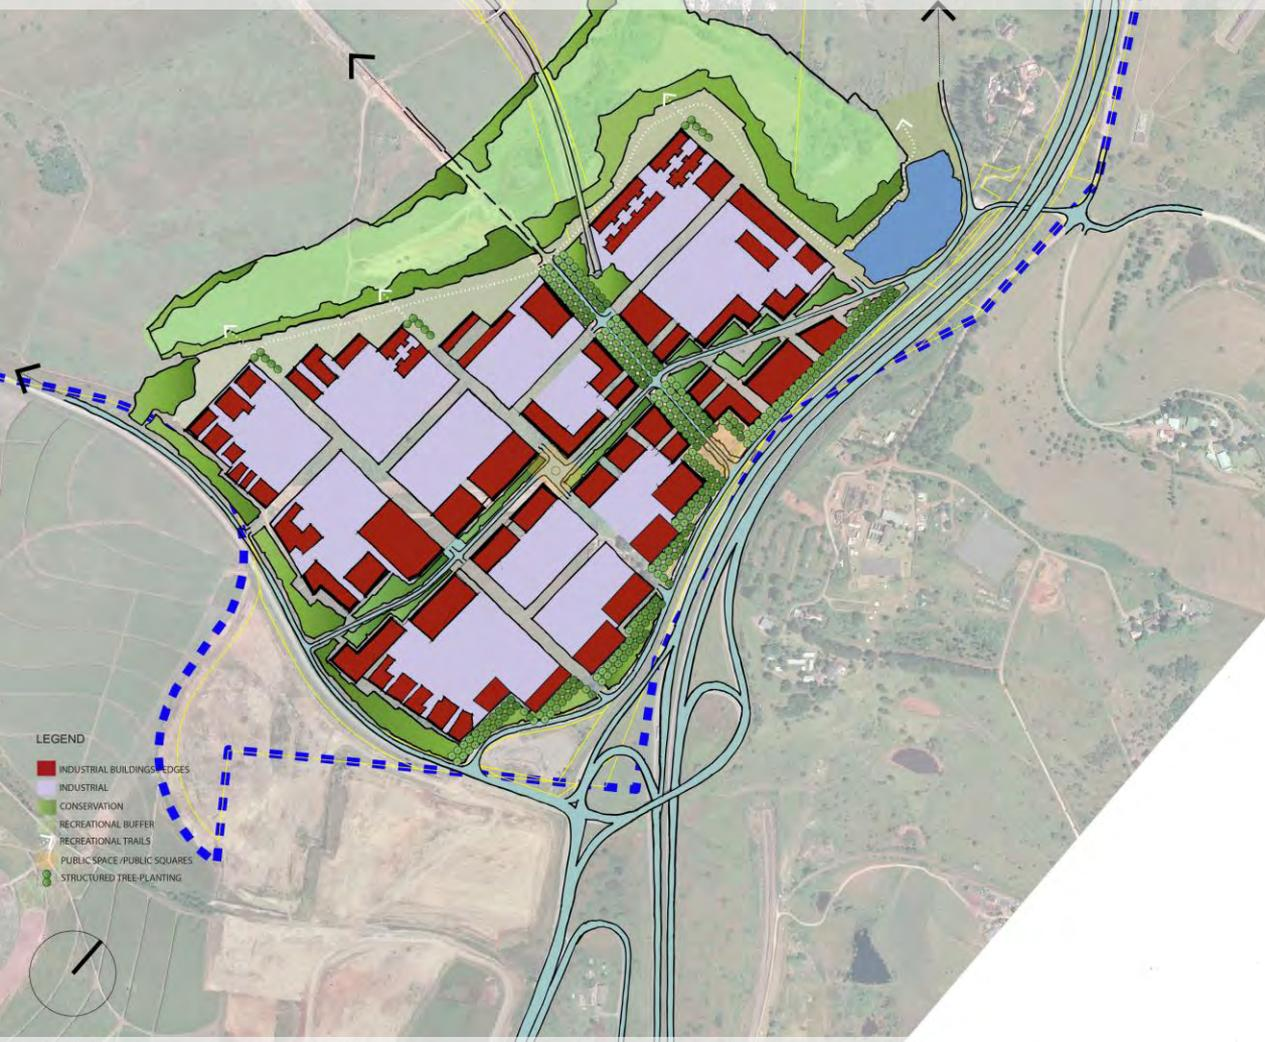 LEGEND
INDUSTRIAL BUILDINGS EDGES
INDUSTRIAL
CONSERVATION
RECREATIONAL BUFFER
RECREATIONAL TRAILS
PUBLIC SPACE /PUBLIC SQUARES
STRUCTURED TREE-PLANTING